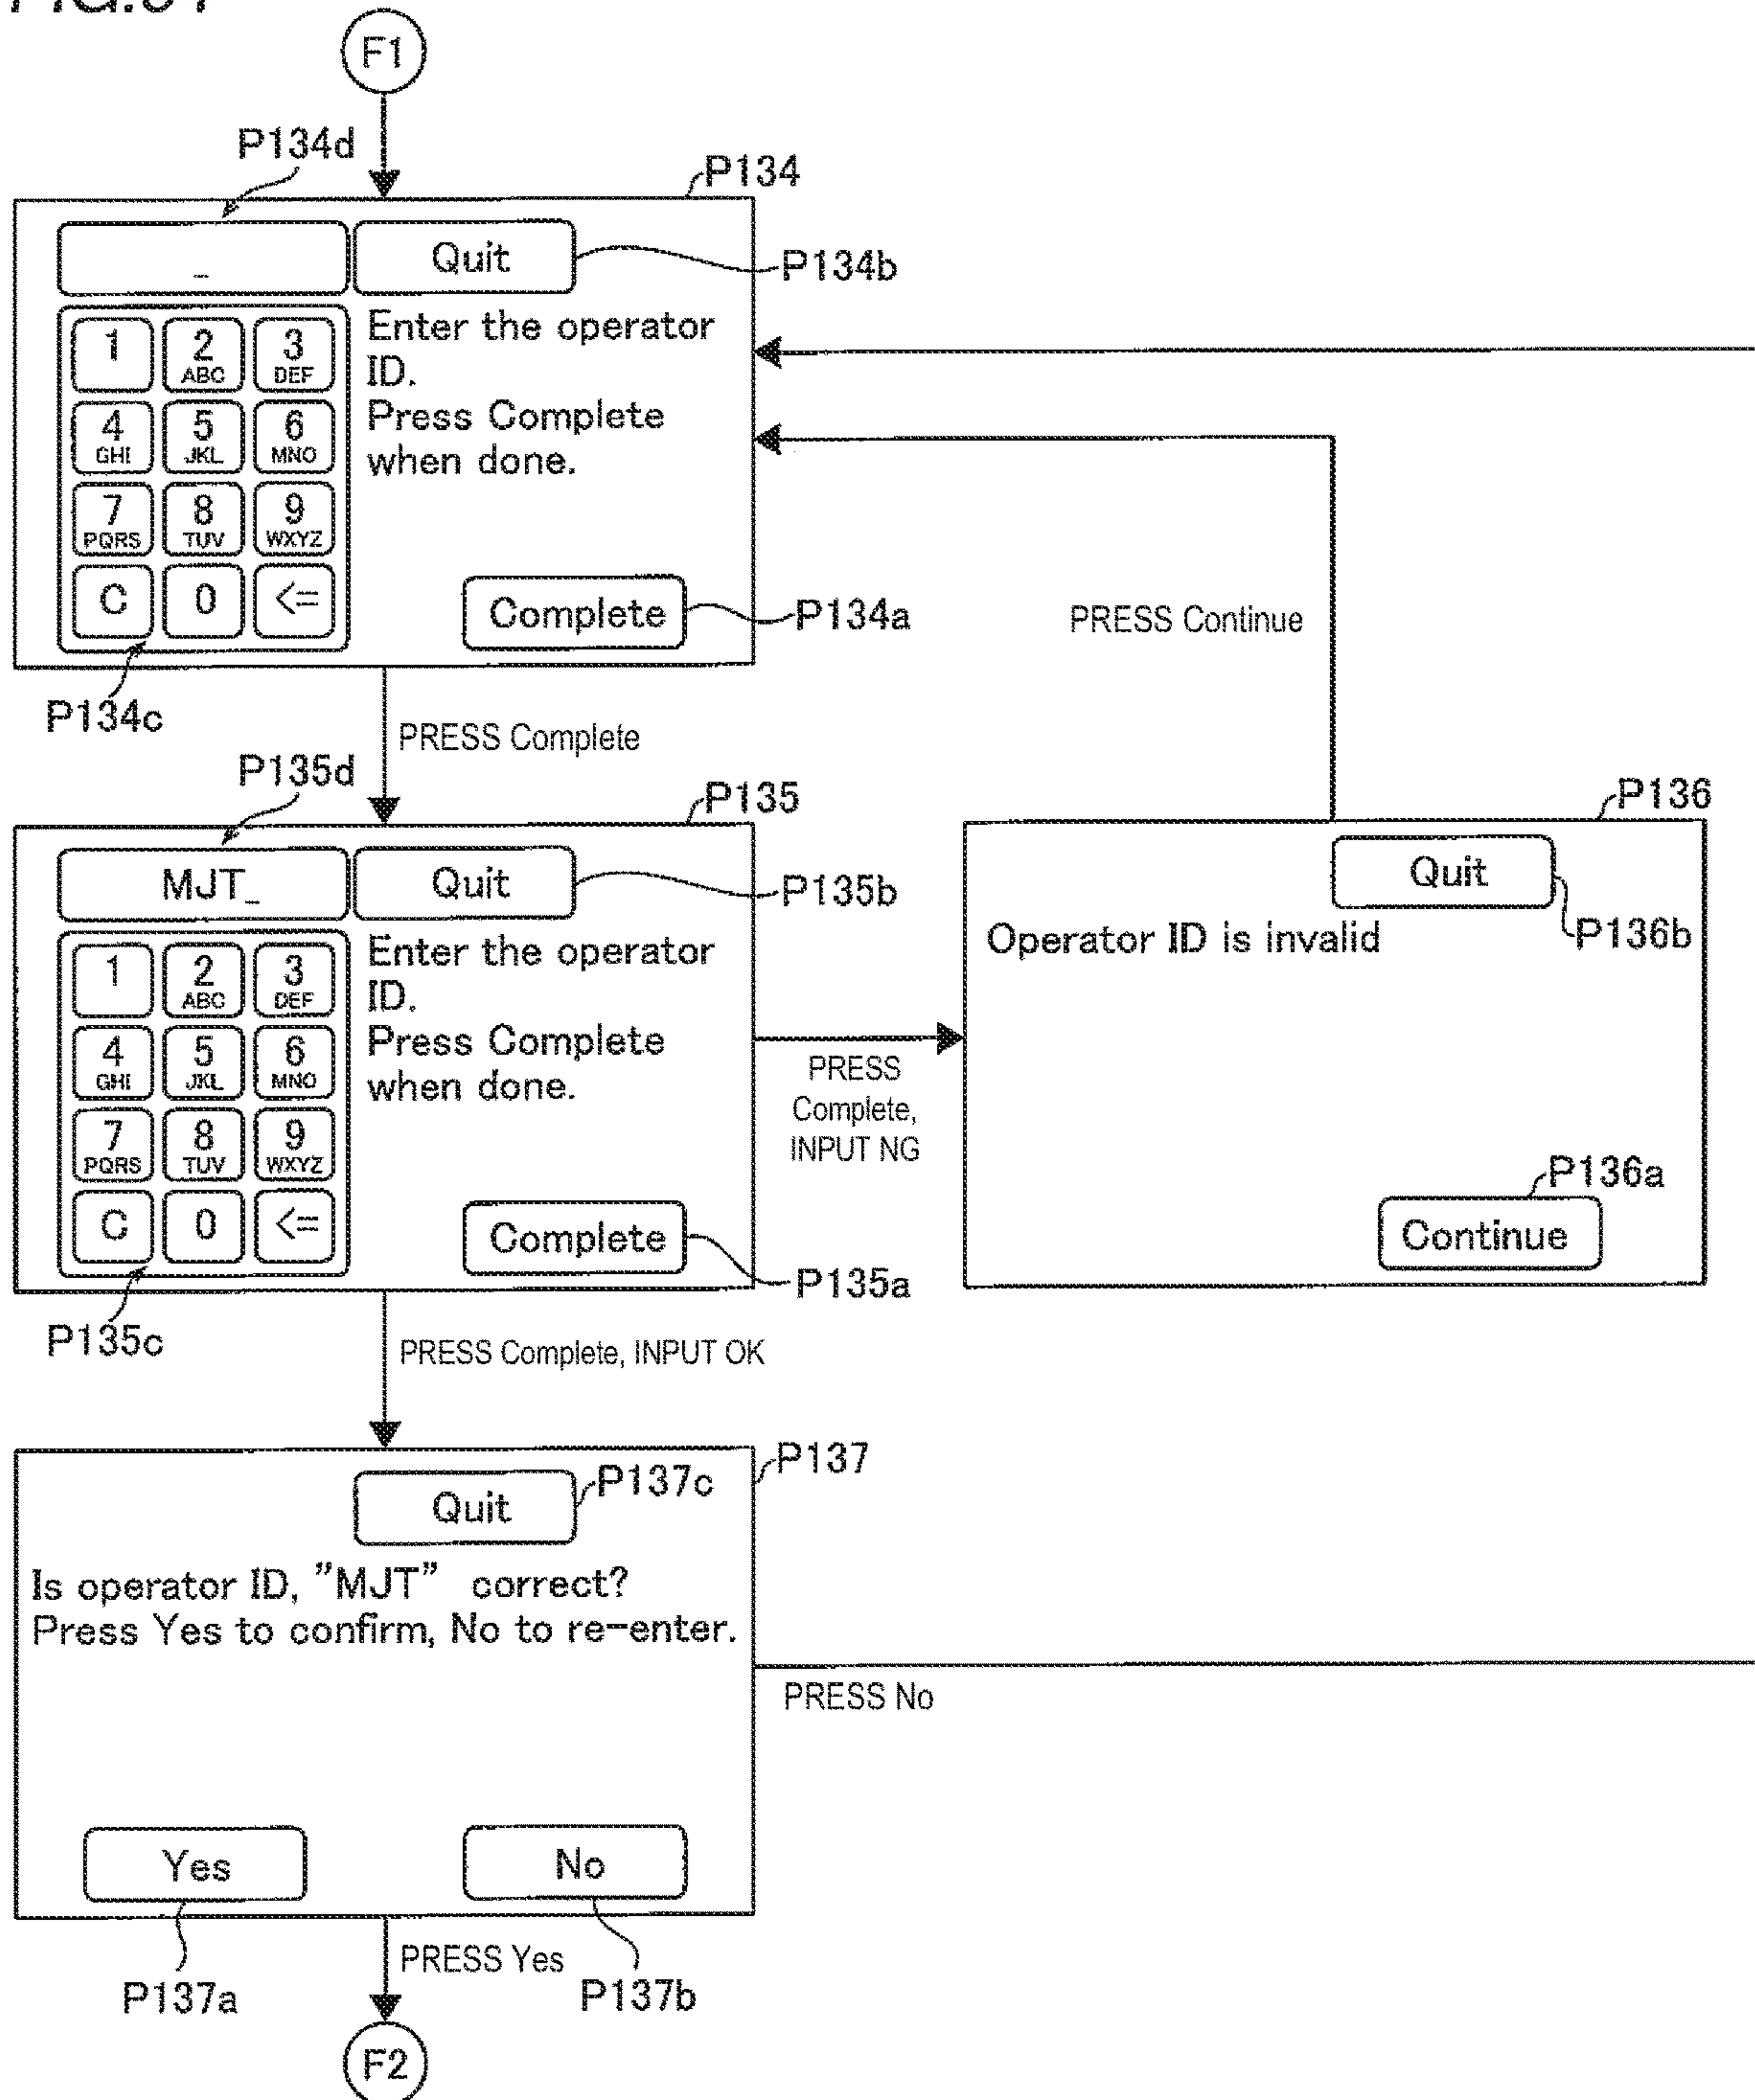 F1
P134d
P134
_
Quit
P134b
1
2
ABC
3
DEF
4
GHI
5
JKL
6
MNO
7
PQRS
8
TUV
9
WXYZ
C
0
<=
Enter the operator
ID.
Press Complete
when done.
Complete
P134a
P134c
PRESS Continue
PRESS Complete
P135d
P135
MJT_
Quit
P135b
1
2
ABC
3
DEF
4
GHI
5
JKL
6
MNO
7
PQRS
8
TUV
9
WXYZ
C
0
<=
Enter the operator
ID.
Press Complete
when done.
Complete
P135a
P135c
PRESS
Complete,
INPUT NG
P136
Quit
P136b
Operator ID is invalid
P136a
Continue
PRESS Complete, INPUT OK
P137
P137c
Quit
Is operator ID, ”MJT” correct?
Press Yes to confirm, No to re-enter.
PRESS No
Yes
No
P137a
PRESS Yes
P137b
F2